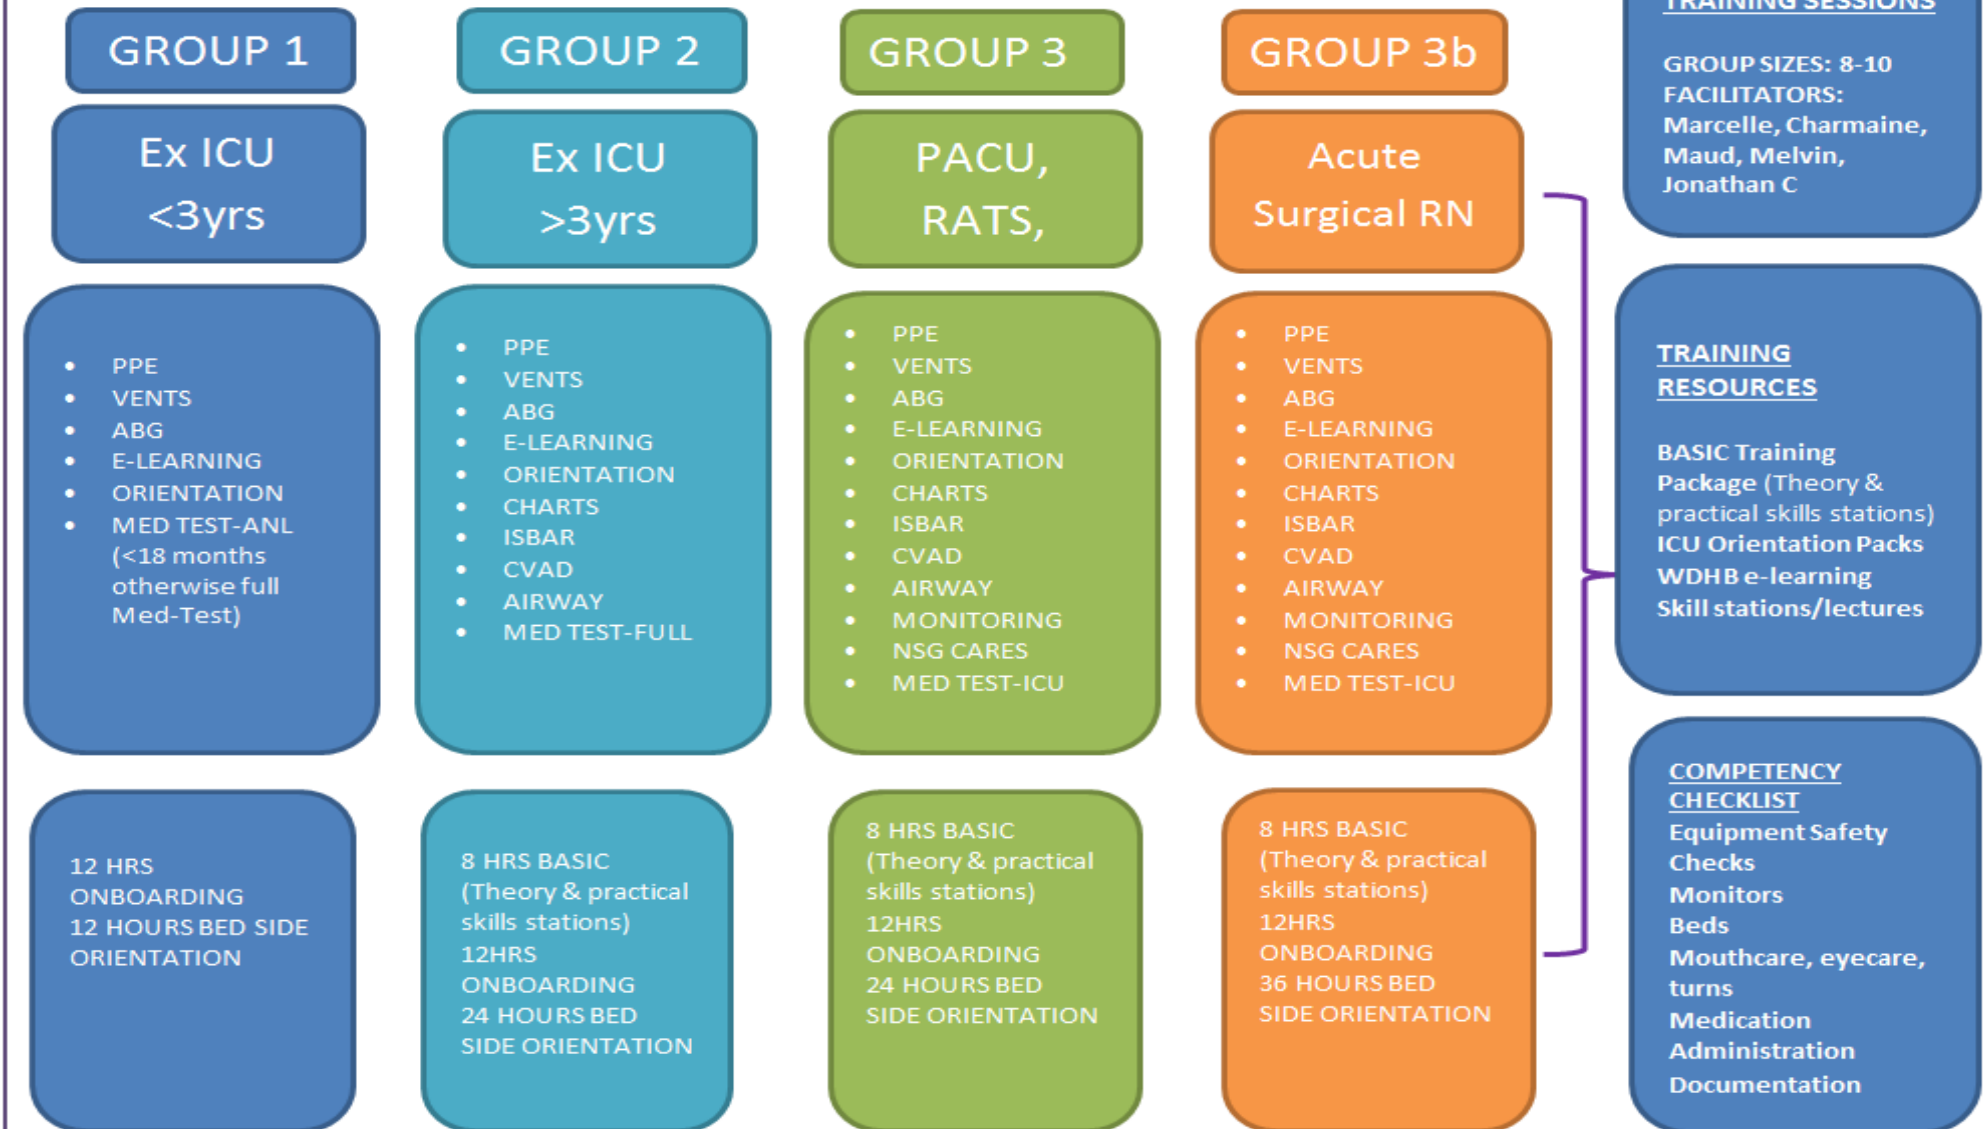 GROUP 1
Ex ICU
<3yrs
• PPE
• VENTS
• ABG
• E-LEARNING
• ORIENTATION
• MED TEST-ANL
(<18 months
otherwise full
Med-Test)
12 HRS
ONBOARDING
12 HOURS BED SIDE
ORIENTATION
GROUP 2
Ex ICU
>3yrs
• PPE
• VENTS
• ABG
• E-LEARNING
• ORIENTATION
• CHARTS
• ISBAR
• CVAD
• AIRWAY
• MED TEST-FULL
8 HRS BASIC
(Theory & practical
skills stations)
12HRS
ONBOARDING
24 HOURS BED
SIDE ORIENTATION
GROUP 3
PACU,
RATS,
• PPE
• VENTS
• ABG
• E-LEARNING
• ORIENTATION
• CHARTS
• ISBAR
• CVAD
• AIRWAY
• MONITORING
• NSG CARES
• MED TEST-ICU
8 HRS BASIC
(Theory & practical
skills stations)
12HRS
ONBOARDING
24 HOURS BED
SIDE ORIENTATION
GROUP 3b
Acute
Surgical RN
• PPE
• VENTS
• ABG
• E-LEARNING
• ORIENTATION
• CHARTS
• ISBAR
• CVAD
• AIRWAY
• MONITORING
• NSG CARES
• MED TEST-ICU
8 HRS BASIC
(Theory & practical
skills stations)
12HRS
ONBOARDING
36 HOURS BED
SIDE ORIENTATION
TRAINING SESSIONS
GROUP SIZES: 8-10
FACILITATORS:
Marcelle, Charmaine,
Maud, Melvin,
Jonathan C
TRAINING
RESOURCES
BASIC Training
Package (Theory &
practical skills stations)
ICU Orientation Packs
WDHB e-learning
Skill stations/lectures
COMPETENCY
CHECKLIST
Equipment Safety
Checks
Monitors
Beds
Mouthcare, eyecare,
turns
Medication
Administration
Documentation